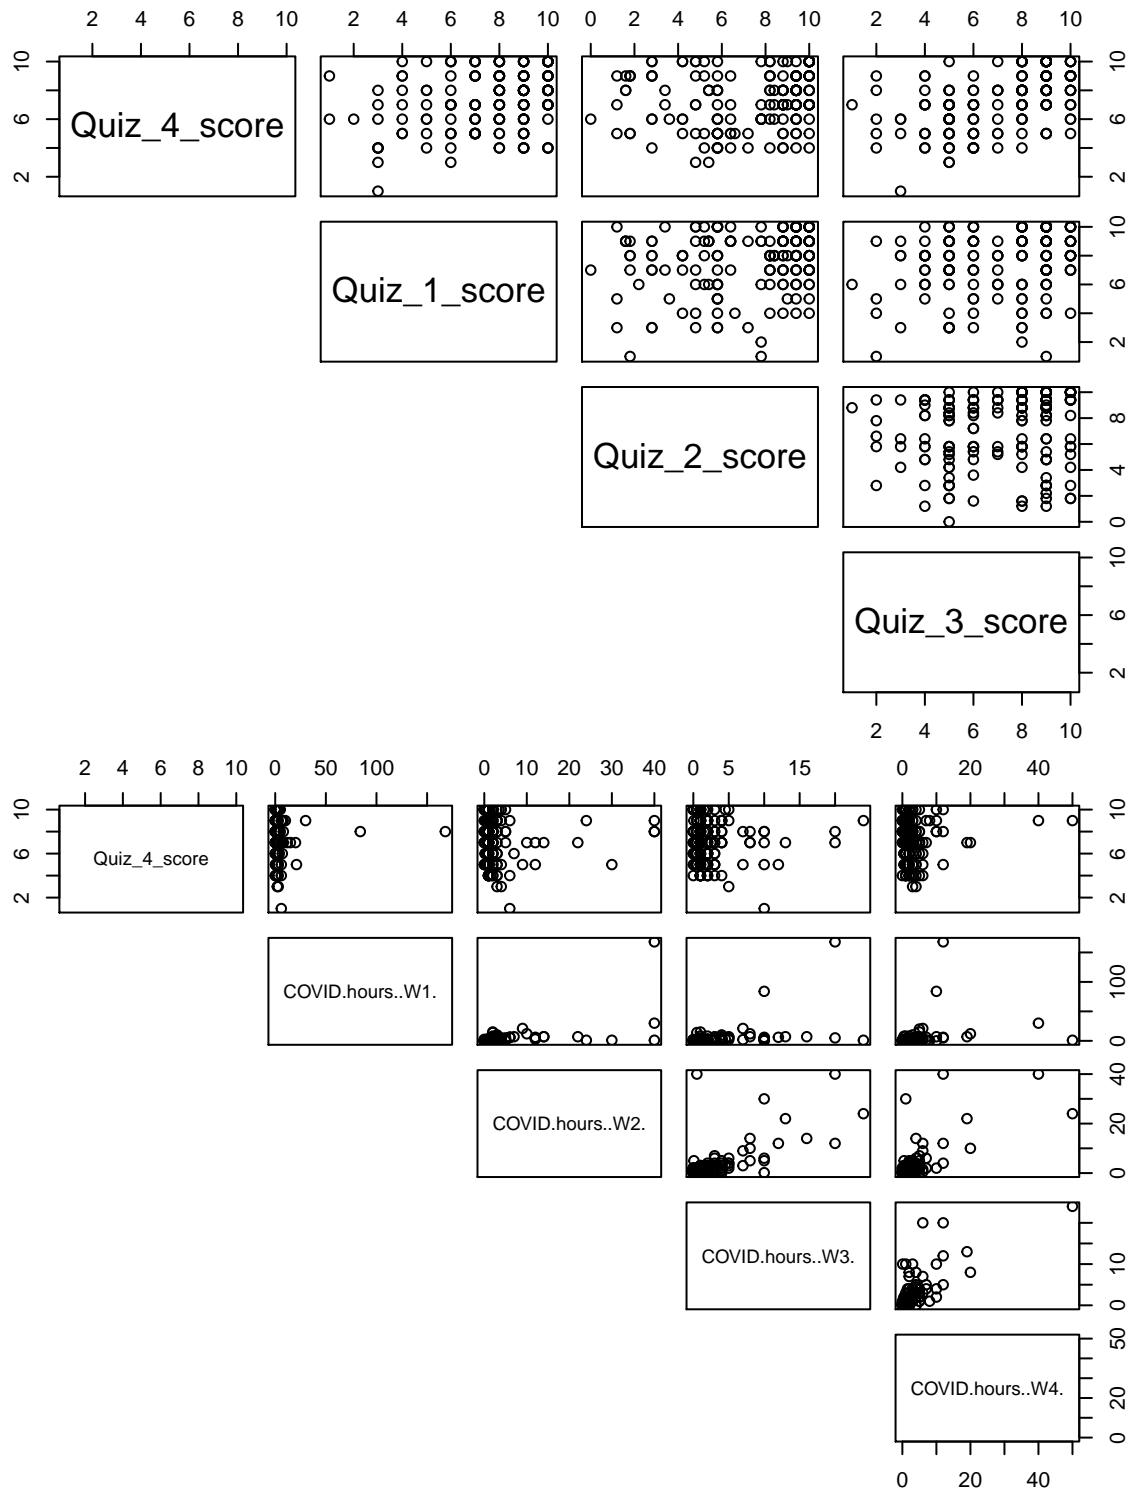 2 4 6 8 10 2 4 6 8 10 0 2 4 6 8 10 2 4 6 8 10
2 6 10 Quiz_4_score 2 6 10
Quiz_1_score 2 6 10
Quiz_2_score 0 4 8
Quiz_3_score 2 6 10
2 4 6 8 10
2 4 6 8 10 0 50 100 0 10 20 30 40 0 5 15 0 20 40
2 6 10 Quiz_4_score 2 6 10
COVID.hours..W1. 0 100
COVID.hours..W2. 0 20 40
COVID.hours..W3. 0 10
COVID.hours..W4. 0 20 50
0 20 40